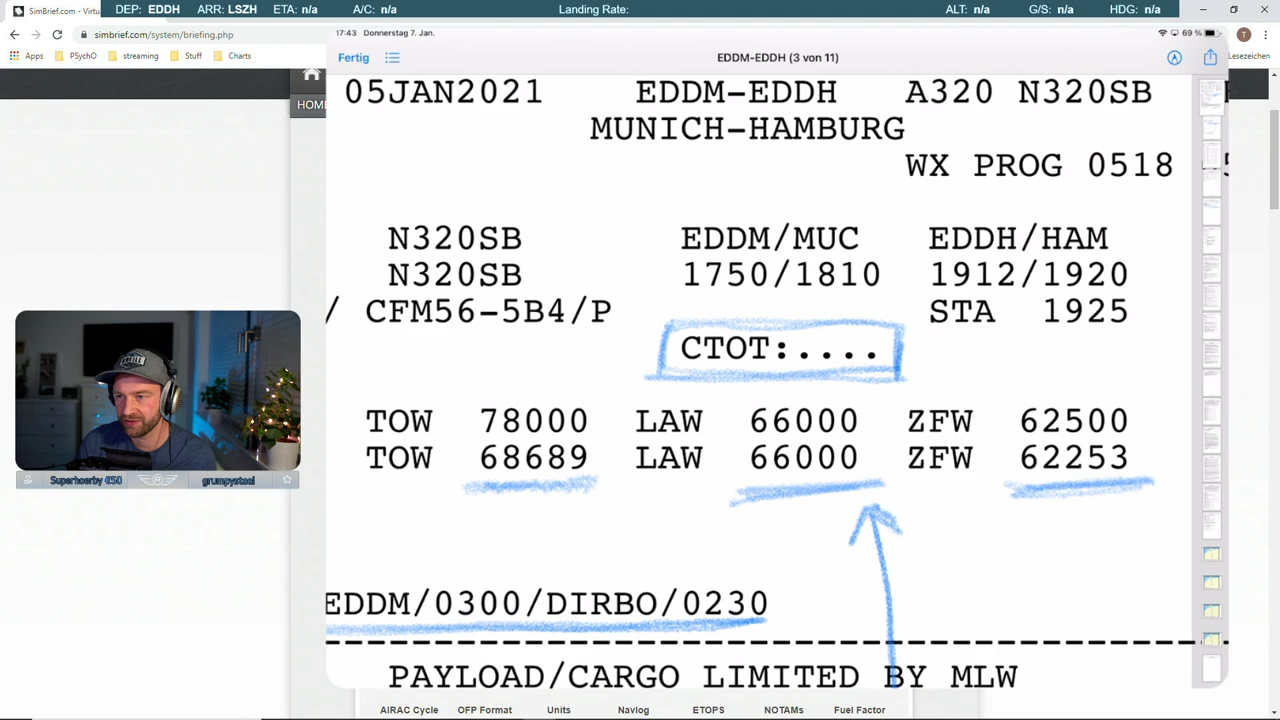 SimBrief.com - Virtu
DEP: EDDH ARR: LSZH ETA: n/a A/C: n/a Landing Rate: ALT: n/a G/S: n/a HDG: n/a
simbrief.com/system/briefing.php
T
Apps PSychO streaming Stuff Charts
Lesezeichen
HOME
17:43 Donnerstag 7. Jan.
69 %
Fertig
EDDM-EDDH (3 von 11)
05JAN2021 EDDM-EDDH A320 N320SB
MUNICH-HAMBURG
WX PROG 0518
N320SB EDDM/MUC EDDH/HAM
N320SB 1750/1810 1912/1920
/ CFM56-5B4/P STA 1925
CTOT:....
TOW 78000 LAW 66000 ZFW 62500
TOW 68689 LAW 66000 ZFW 62253
EDDM/0300/DIRBO/0230
PAYLOAD/CARGO LIMITED BY MLW
Superhoerby €50 grumpysteel
AIRAC Cycle OFP Format Units Navlog ETOPS NOTAMs Fuel Factor